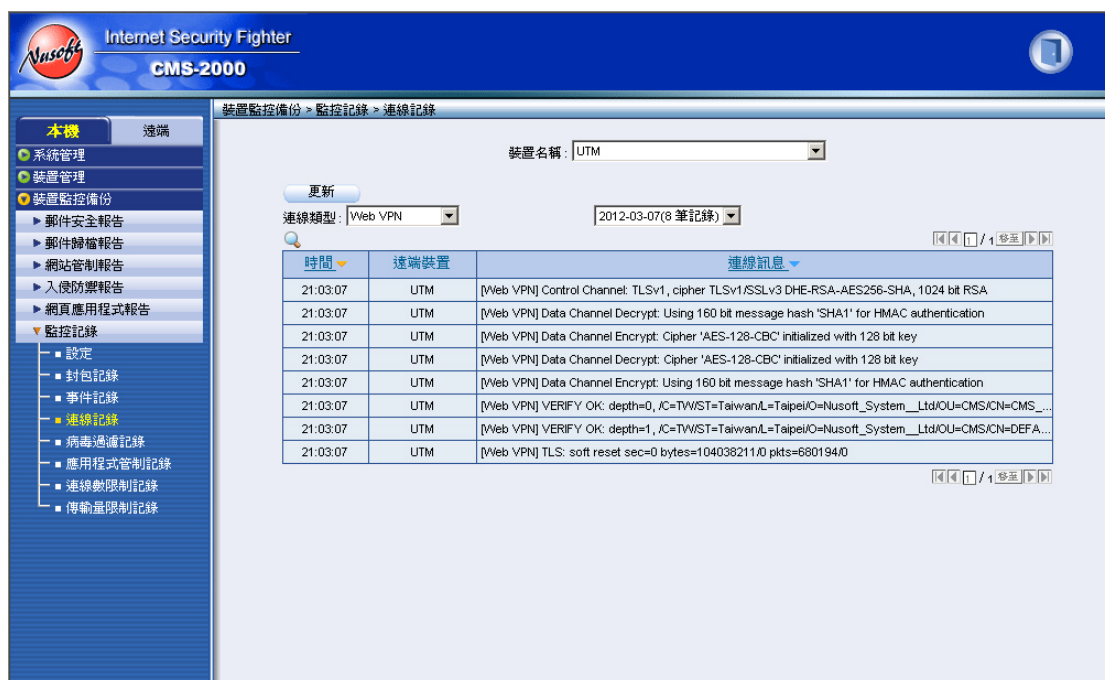 Nusoft
Internet Security Fighter
CMS-2000
本機 遠端
系統管理
裝置管理
裝置監控備份
郵件安全報告
郵件歸檔報告
網站管制報告
入侵防禦報告
網頁應用程式報告
監控記錄
設定
封包記錄
事件記錄
連線記錄
病毒過濾記錄
應用程式管制記錄
連線數限制記錄
傳輸量限制記錄
裝置監控備份 > 監控記錄 > 連線記錄
裝置名稱 : UTM
更新
連線類型 : Web VPN 2012-03-07(8 筆記錄)
1 / 1 移至
時間 遠端裝置 連線訊息
21:03:07 UTM [Web VPN] Control Channel: TLSv1, cipher TLSv1/SSLv3 DHE-RSA-AES256-SHA, 1024 bit RSA
21:03:07 UTM [Web VPN] Data Channel Decrypt: Using 160 bit message hash 'SHA1' for HMAC authentication
21:03:07 UTM [Web VPN] Data Channel Encrypt: Cipher 'AES-128-CBC' initialized with 128 bit key
21:03:07 UTM [Web VPN] Data Channel Decrypt: Cipher 'AES-128-CBC' initialized with 128 bit key
21:03:07 UTM [Web VPN] Data Channel Encrypt: Using 160 bit message hash 'SHA1' for HMAC authentication
21:03:07 UTM [Web VPN] VERIFY OK: depth=0, /C=TW/ST=Taiwan/L=Taipei/O=Nusoft_System__Ltd/OU=CMS/CN=CMS_...
21:03:07 UTM [Web VPN] VERIFY OK: depth=1, /C=TW/ST=Taiwan/L=Taipei/O=Nusoft_System__Ltd/OU=CMS/CN=DEFA...
21:03:07 UTM [Web VPN] TLS: soft reset sec=0 bytes=104038211/0 pkts=680194/0
1 / 1 移至